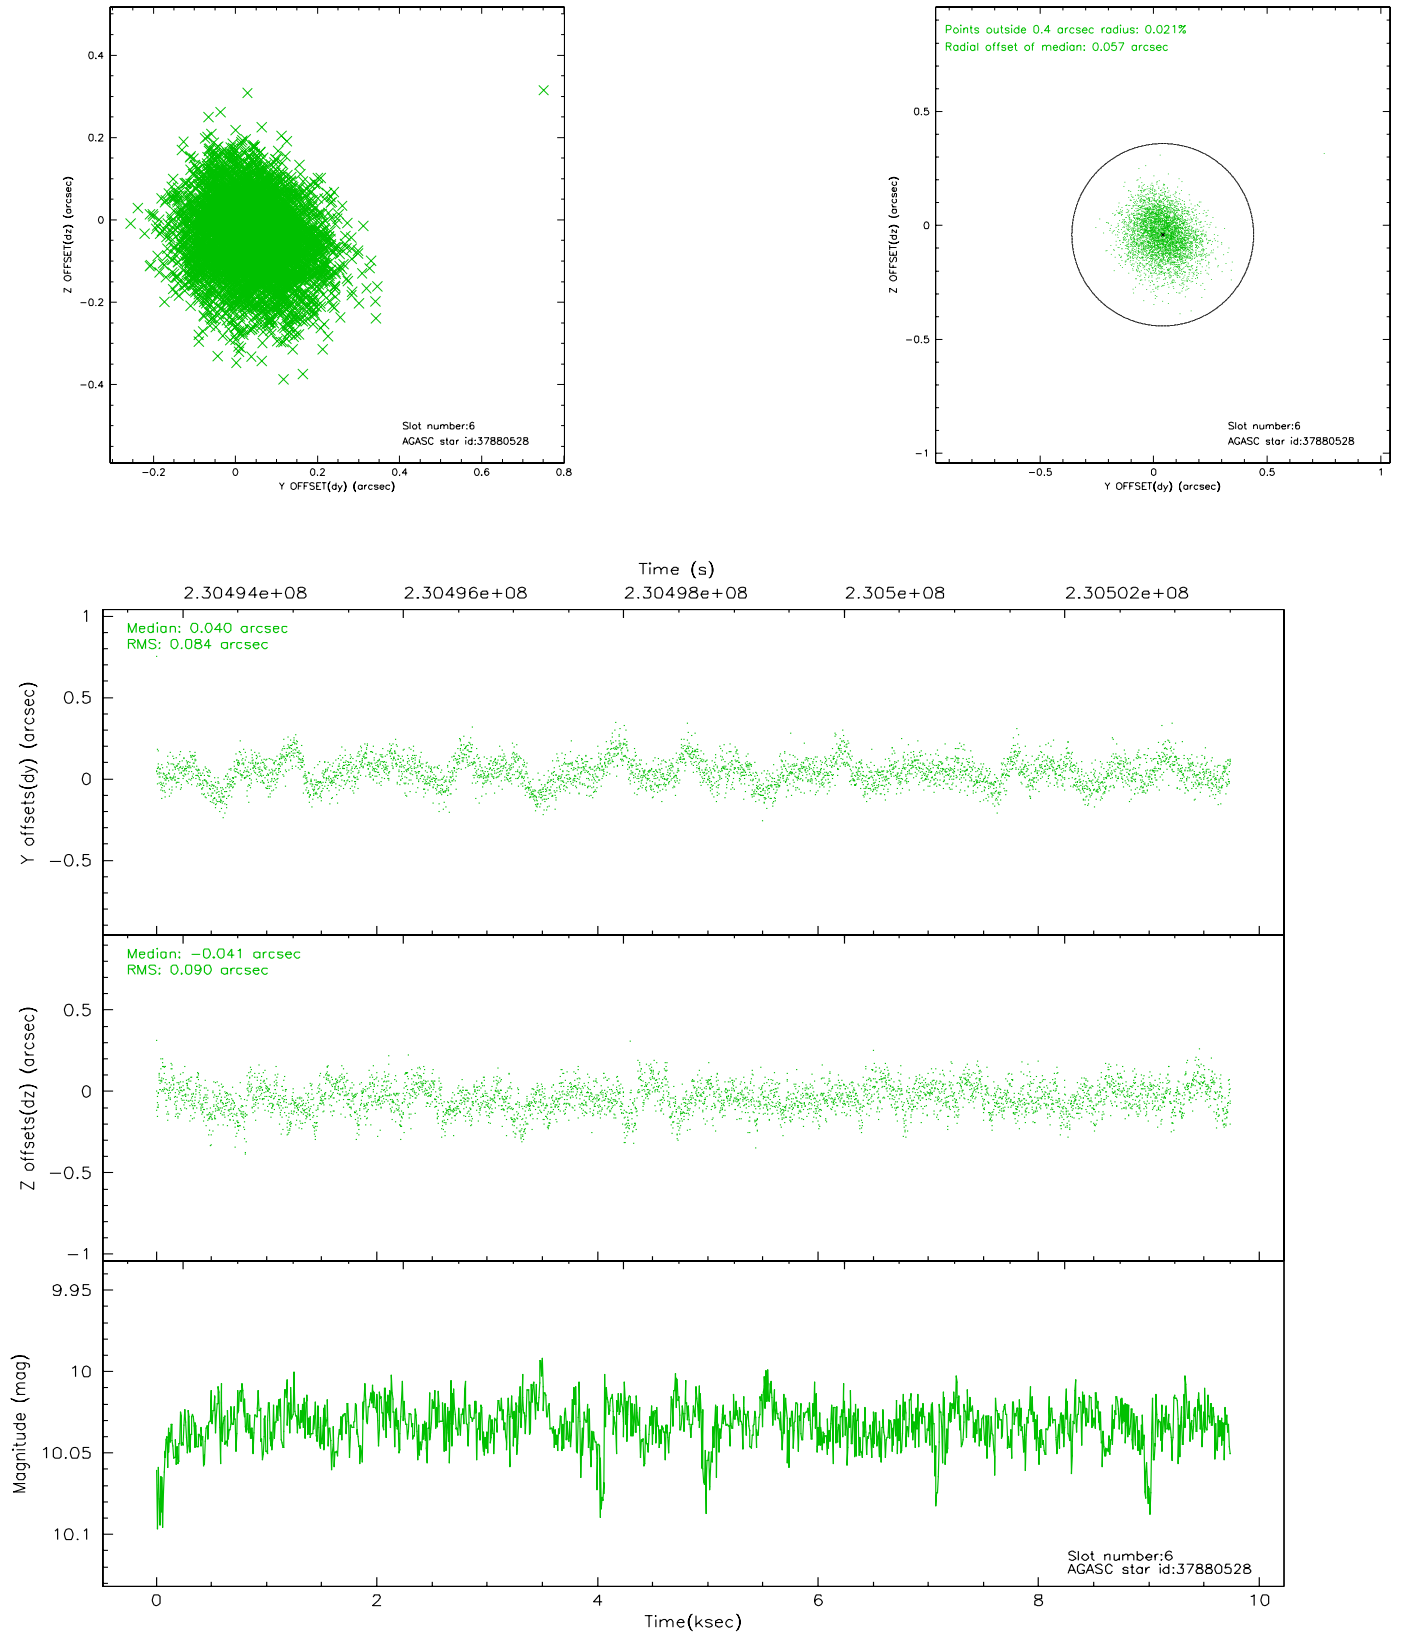 0.4
0.2
0
−0.2
−0.4
Z OFFSET(dz) (arcsec)
Slot number:6
AGASC star id:37880528
−0.2 0 0.2 0.4 0.6 0.8
Y OFFSET(dy) (arcsec)
Points outside 0.4 arcsec radius: 0.021%
Radial offset of median: 0.057 arcsec
0.5
0
−0.5
−1
Z OFFSET(dz) (arcsec)
Slot number:6
AGASC star id:37880528
−0.5 0 0.5 1
Y OFFSET(dy) (arcsec)
Time (s)
2.30494e+08 2.30496e+08 2.30498e+08 2.305e+08 2.30502e+08
Median: 0.040 arcsec
RMS: 0.084 arcsec
1
0.5
0
−0.5
Y offsets(dy) (arcsec)
Median: −0.041 arcsec
RMS: 0.090 arcsec
0.5
0
−0.5
−1
Z offsets(dz) (arcsec)
9.95
10
10.05
10.1
Magnitude (mag)
Slot number:6
AGASC star id:37880528
0 2 4 6 8 10
Time(ksec)